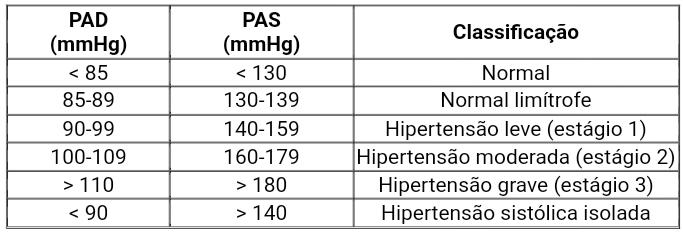 PAD (mmHg) PAS (mmHg) Classificação
< 85 < 130 Normal
85-89 130-139 Normal limítrofe
90-99 140-159 Hipertensão leve (estágio 1)
100-109 160-179 Hipertensão moderada (estágio 2)
> 110 > 180 Hipertensão grave (estágio 3)
< 90 > 140 Hipertensão sistólica isolada